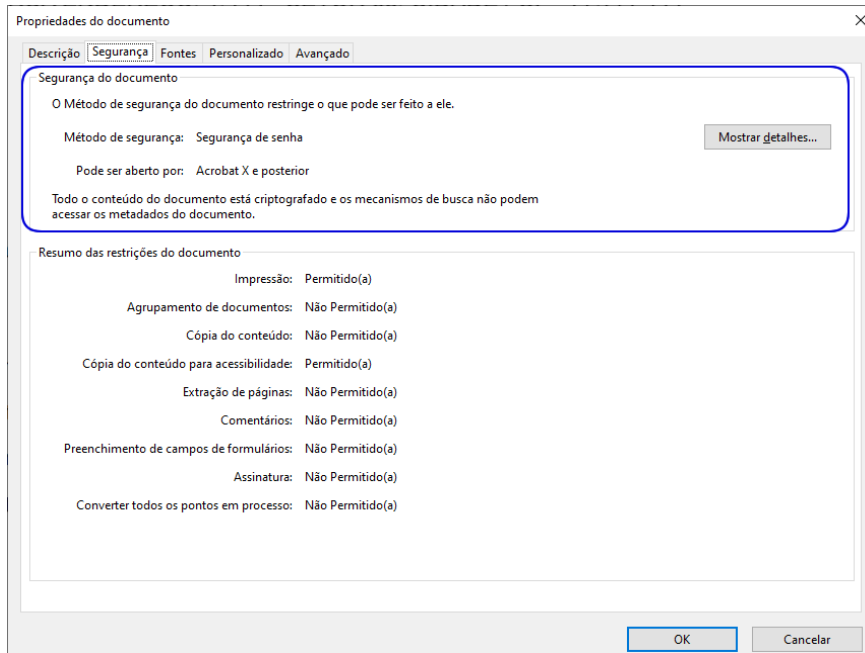 Propriedades do documento
Descrição Segurança Fontes Personalizado Avançado
Segurança do documento
O Método de segurança do documento restringe o que pode ser feito a ele.
Método de segurança: Segurança de senha
Mostrar detalhes...
Pode ser aberto por: Acrobat X e posterior
Todo o conteúdo do documento está criptografado e os mecanismos de busca não podem
acessar os metadados do documento.
Resumo das restrições do documento
Impressão: Permitido(a)
Agrupamento de documentos: Não Permitido(a)
Cópia do conteúdo: Não Permitido(a)
Cópia do conteúdo para acessibilidade: Permitido(a)
Extração de páginas: Não Permitido(a)
Comentários: Não Permitido(a)
Preenchimento de campos de formulários: Não Permitido(a)
Assinatura: Não Permitido(a)
Converter todos os pontos em processo: Não Permitido(a)
OK Cancelar